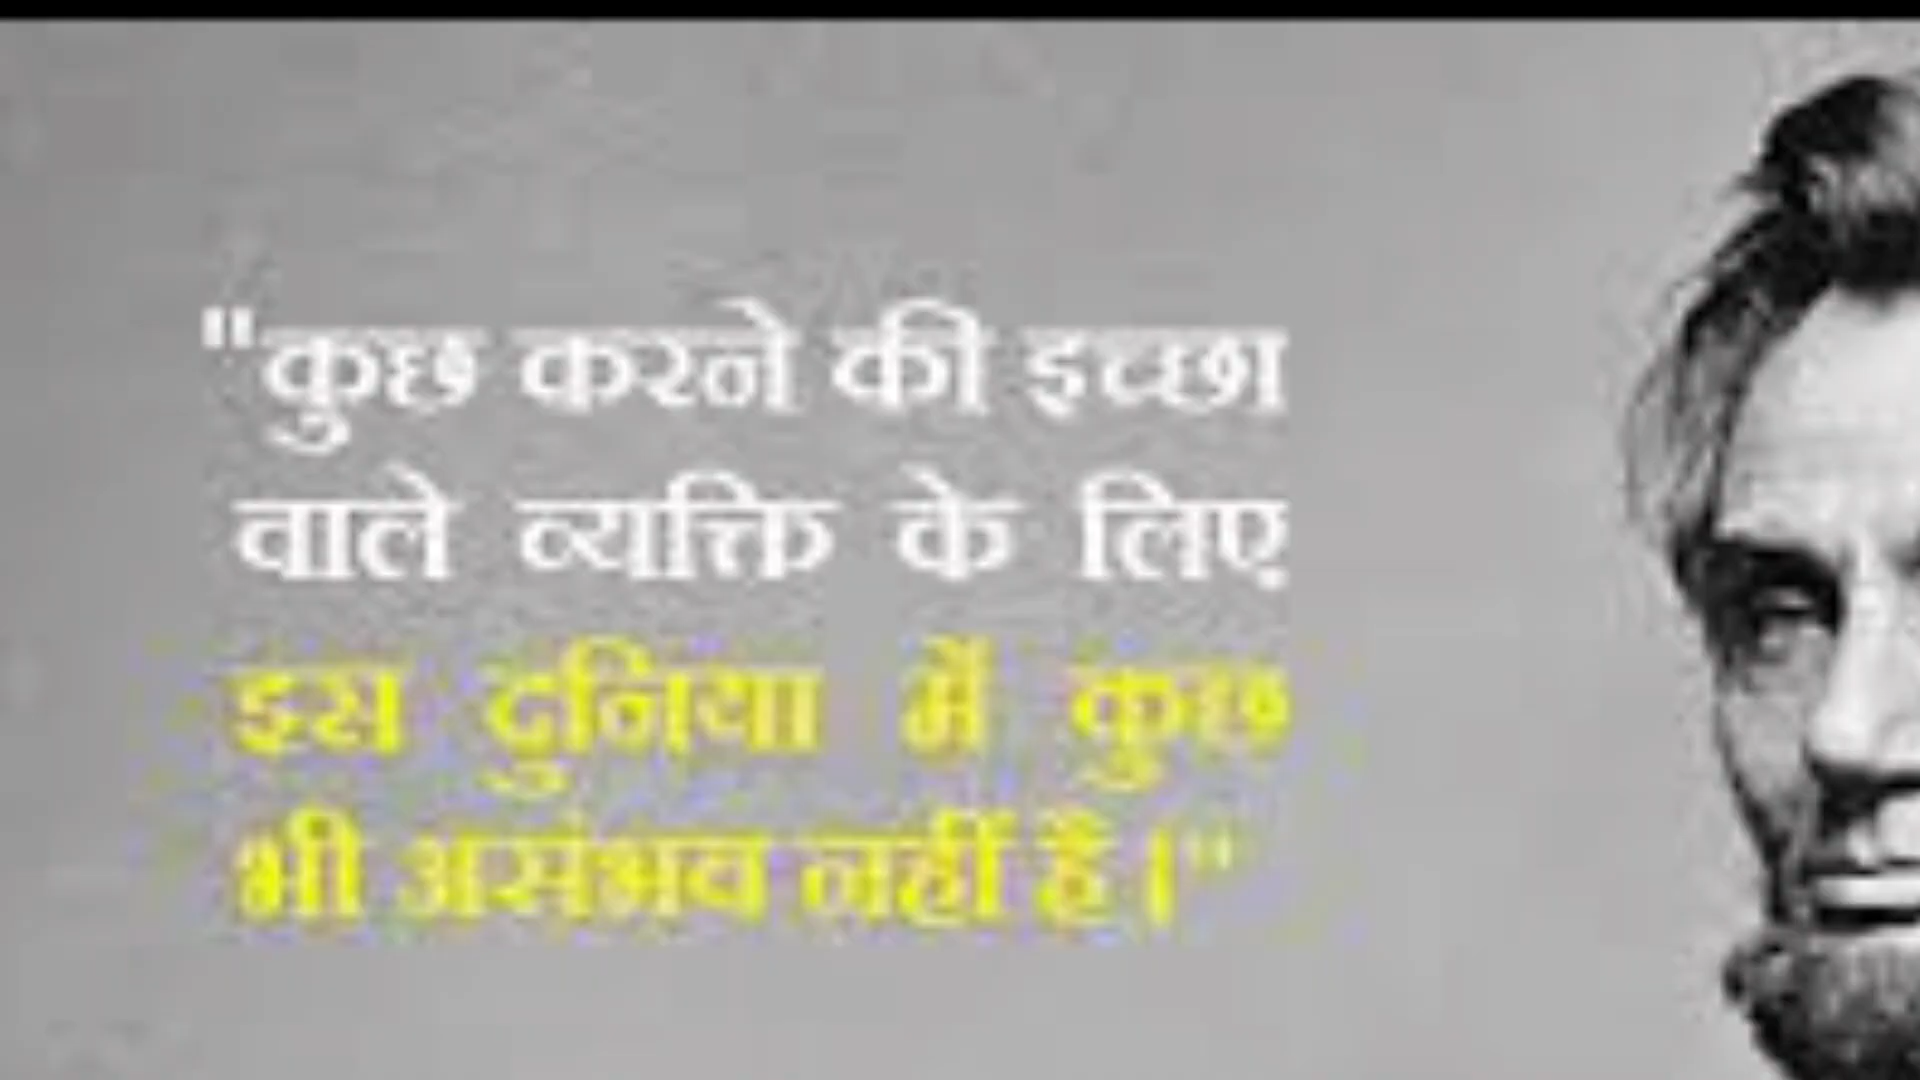 "कुछ करने की इच्छा
वाले व्यक्ति के लिए
इस दुनिया में कुछ
भी असंभव नहीं है।"